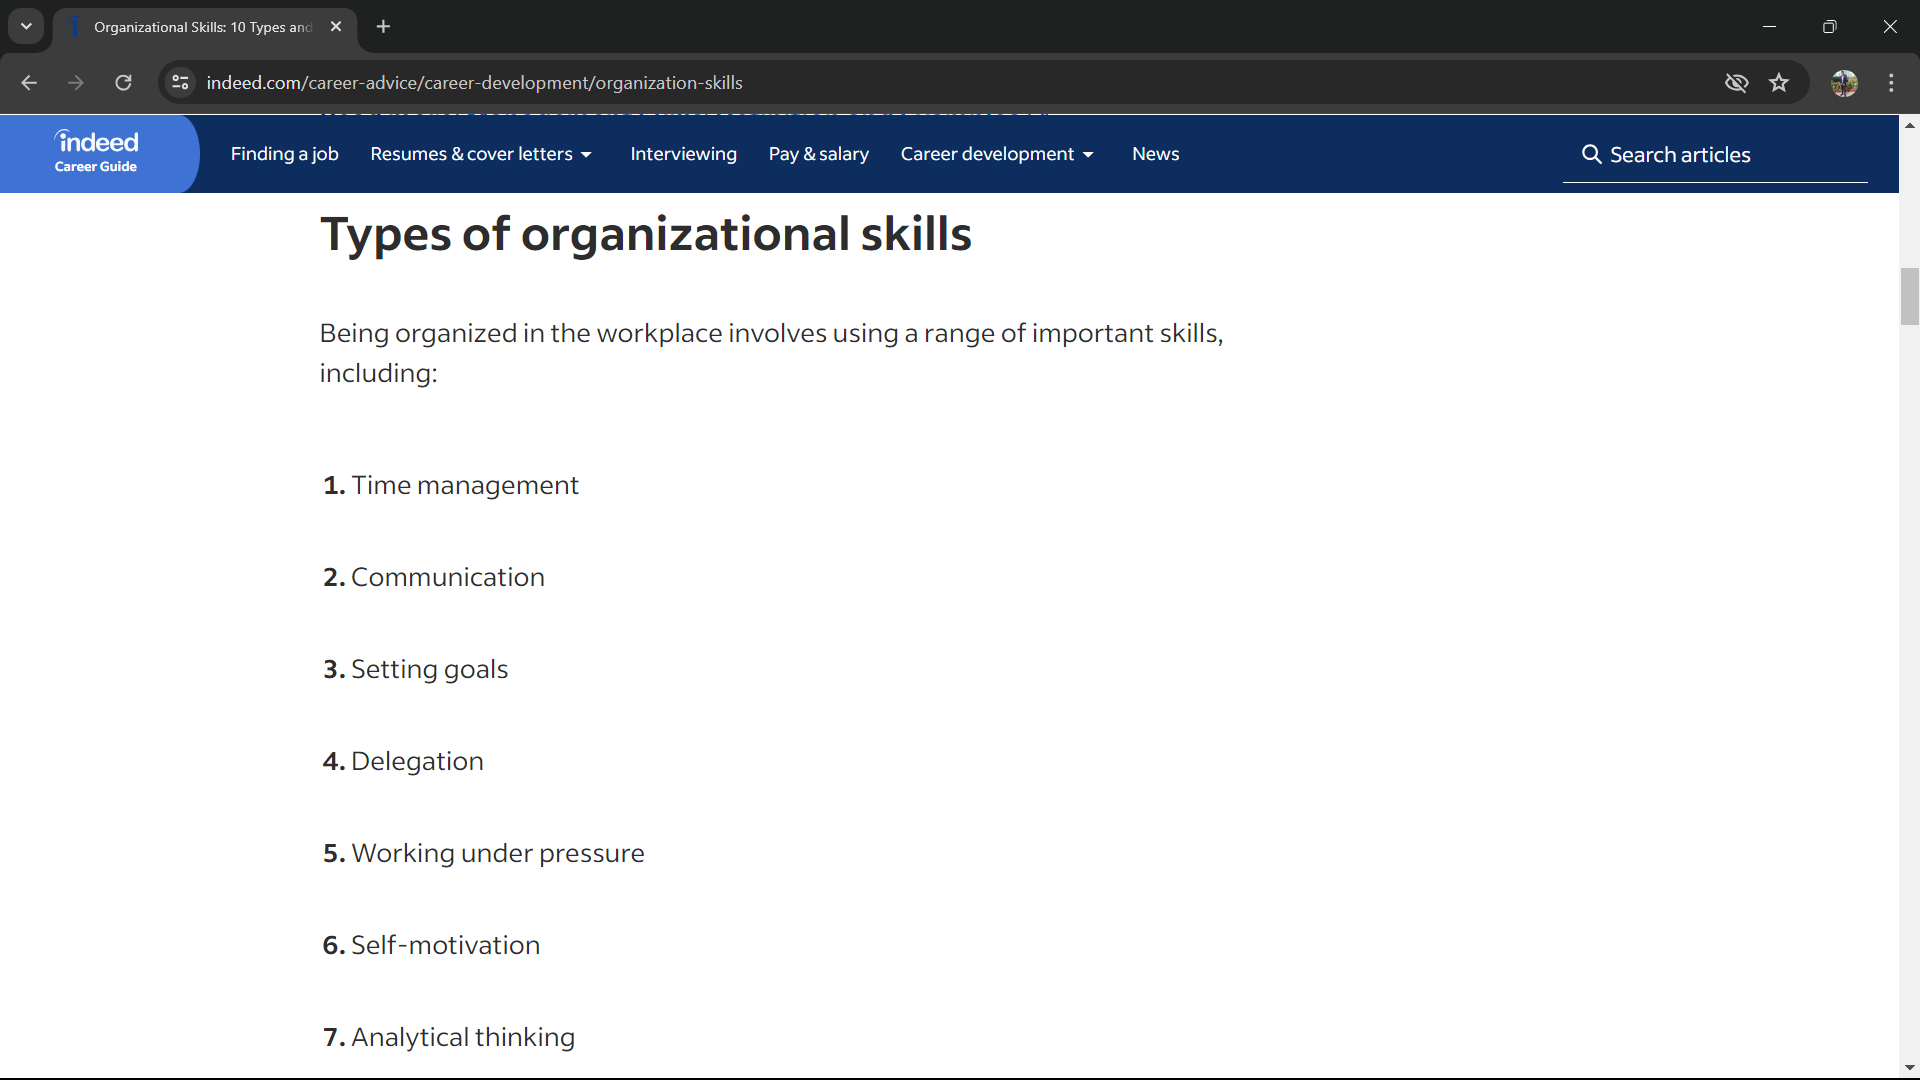 Organizational Skills: 10 Types and
indeed.com/career-advice/career-development/organization-skills
indeed
Career Guide
Finding a job
Resumes & cover letters
Interviewing
Pay & salary
Career development
News
Search articles
Types of organizational skills
Being organized in the workplace involves using a range of important skills,
including:
1. Time management
2. Communication
3. Setting goals
4. Delegation
5. Working under pressure
6. Self-motivation
7. Analytical thinking